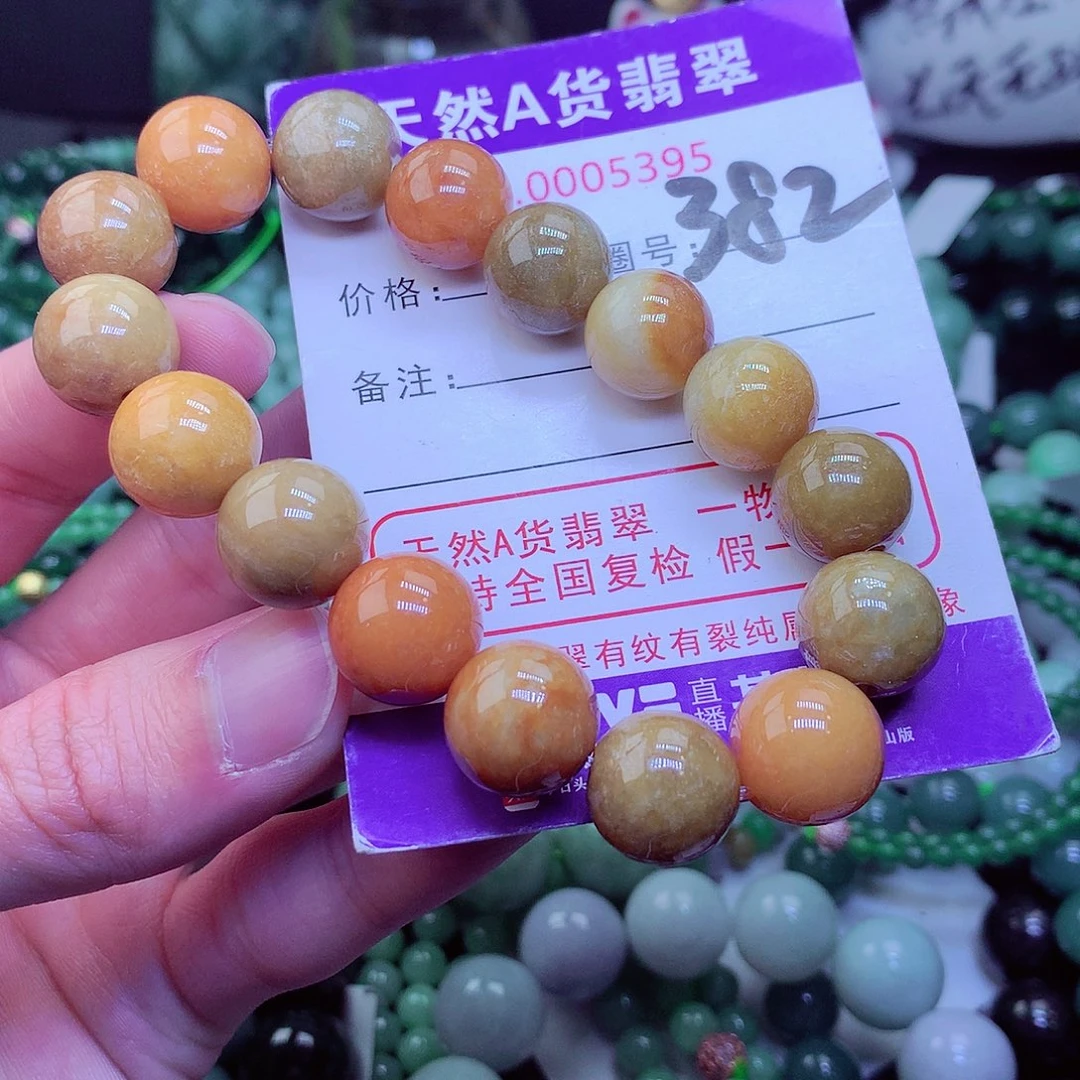 天然A货翡翠
.0005395
382
圈号:
价格:
备注:
天然A货翡翠 一物
持全国复检 假一
翠有纹有裂纯属 象
直播